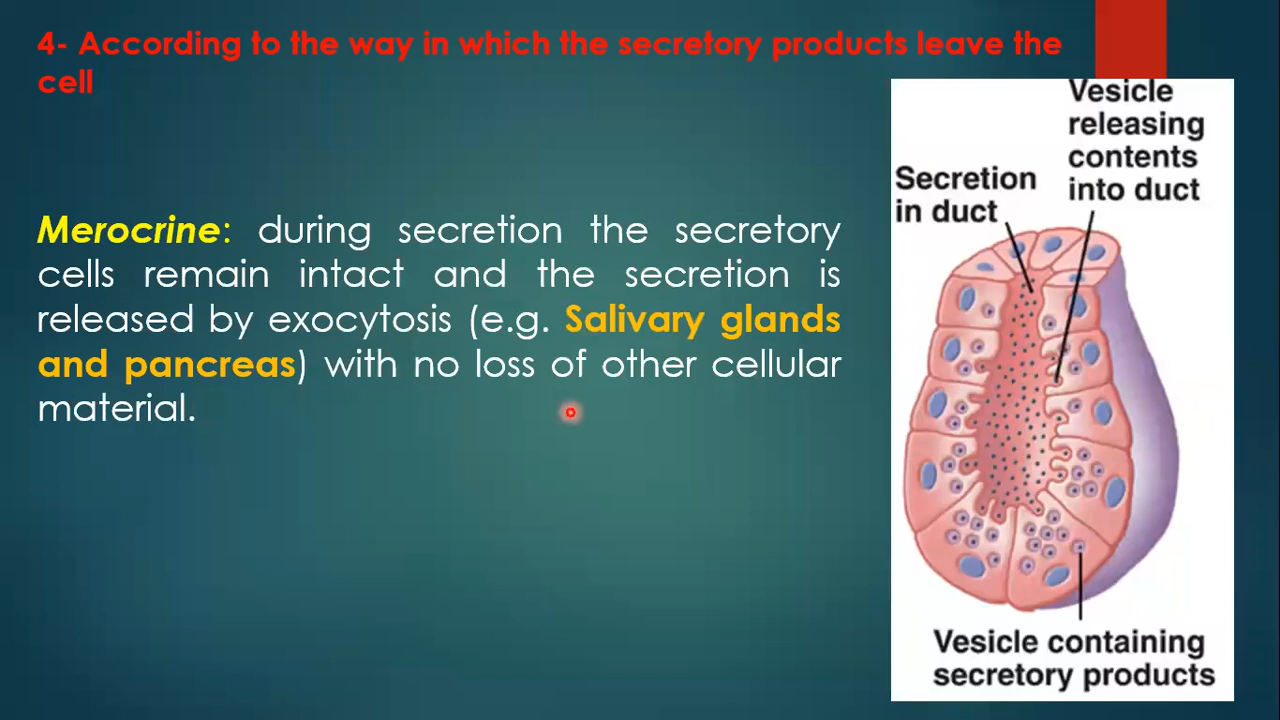 4- According to the way in which the secretory products leave the
cell
Merocrine: during secretion the secretory
cells remain intact and the secretion is
released by exocytosis (e.g. Salivary glands
and pancreas) with no loss of other cellular
material.
Vesicle
releasing
contents
into duct
Secretion
in duct
Vesicle containing
secretory products